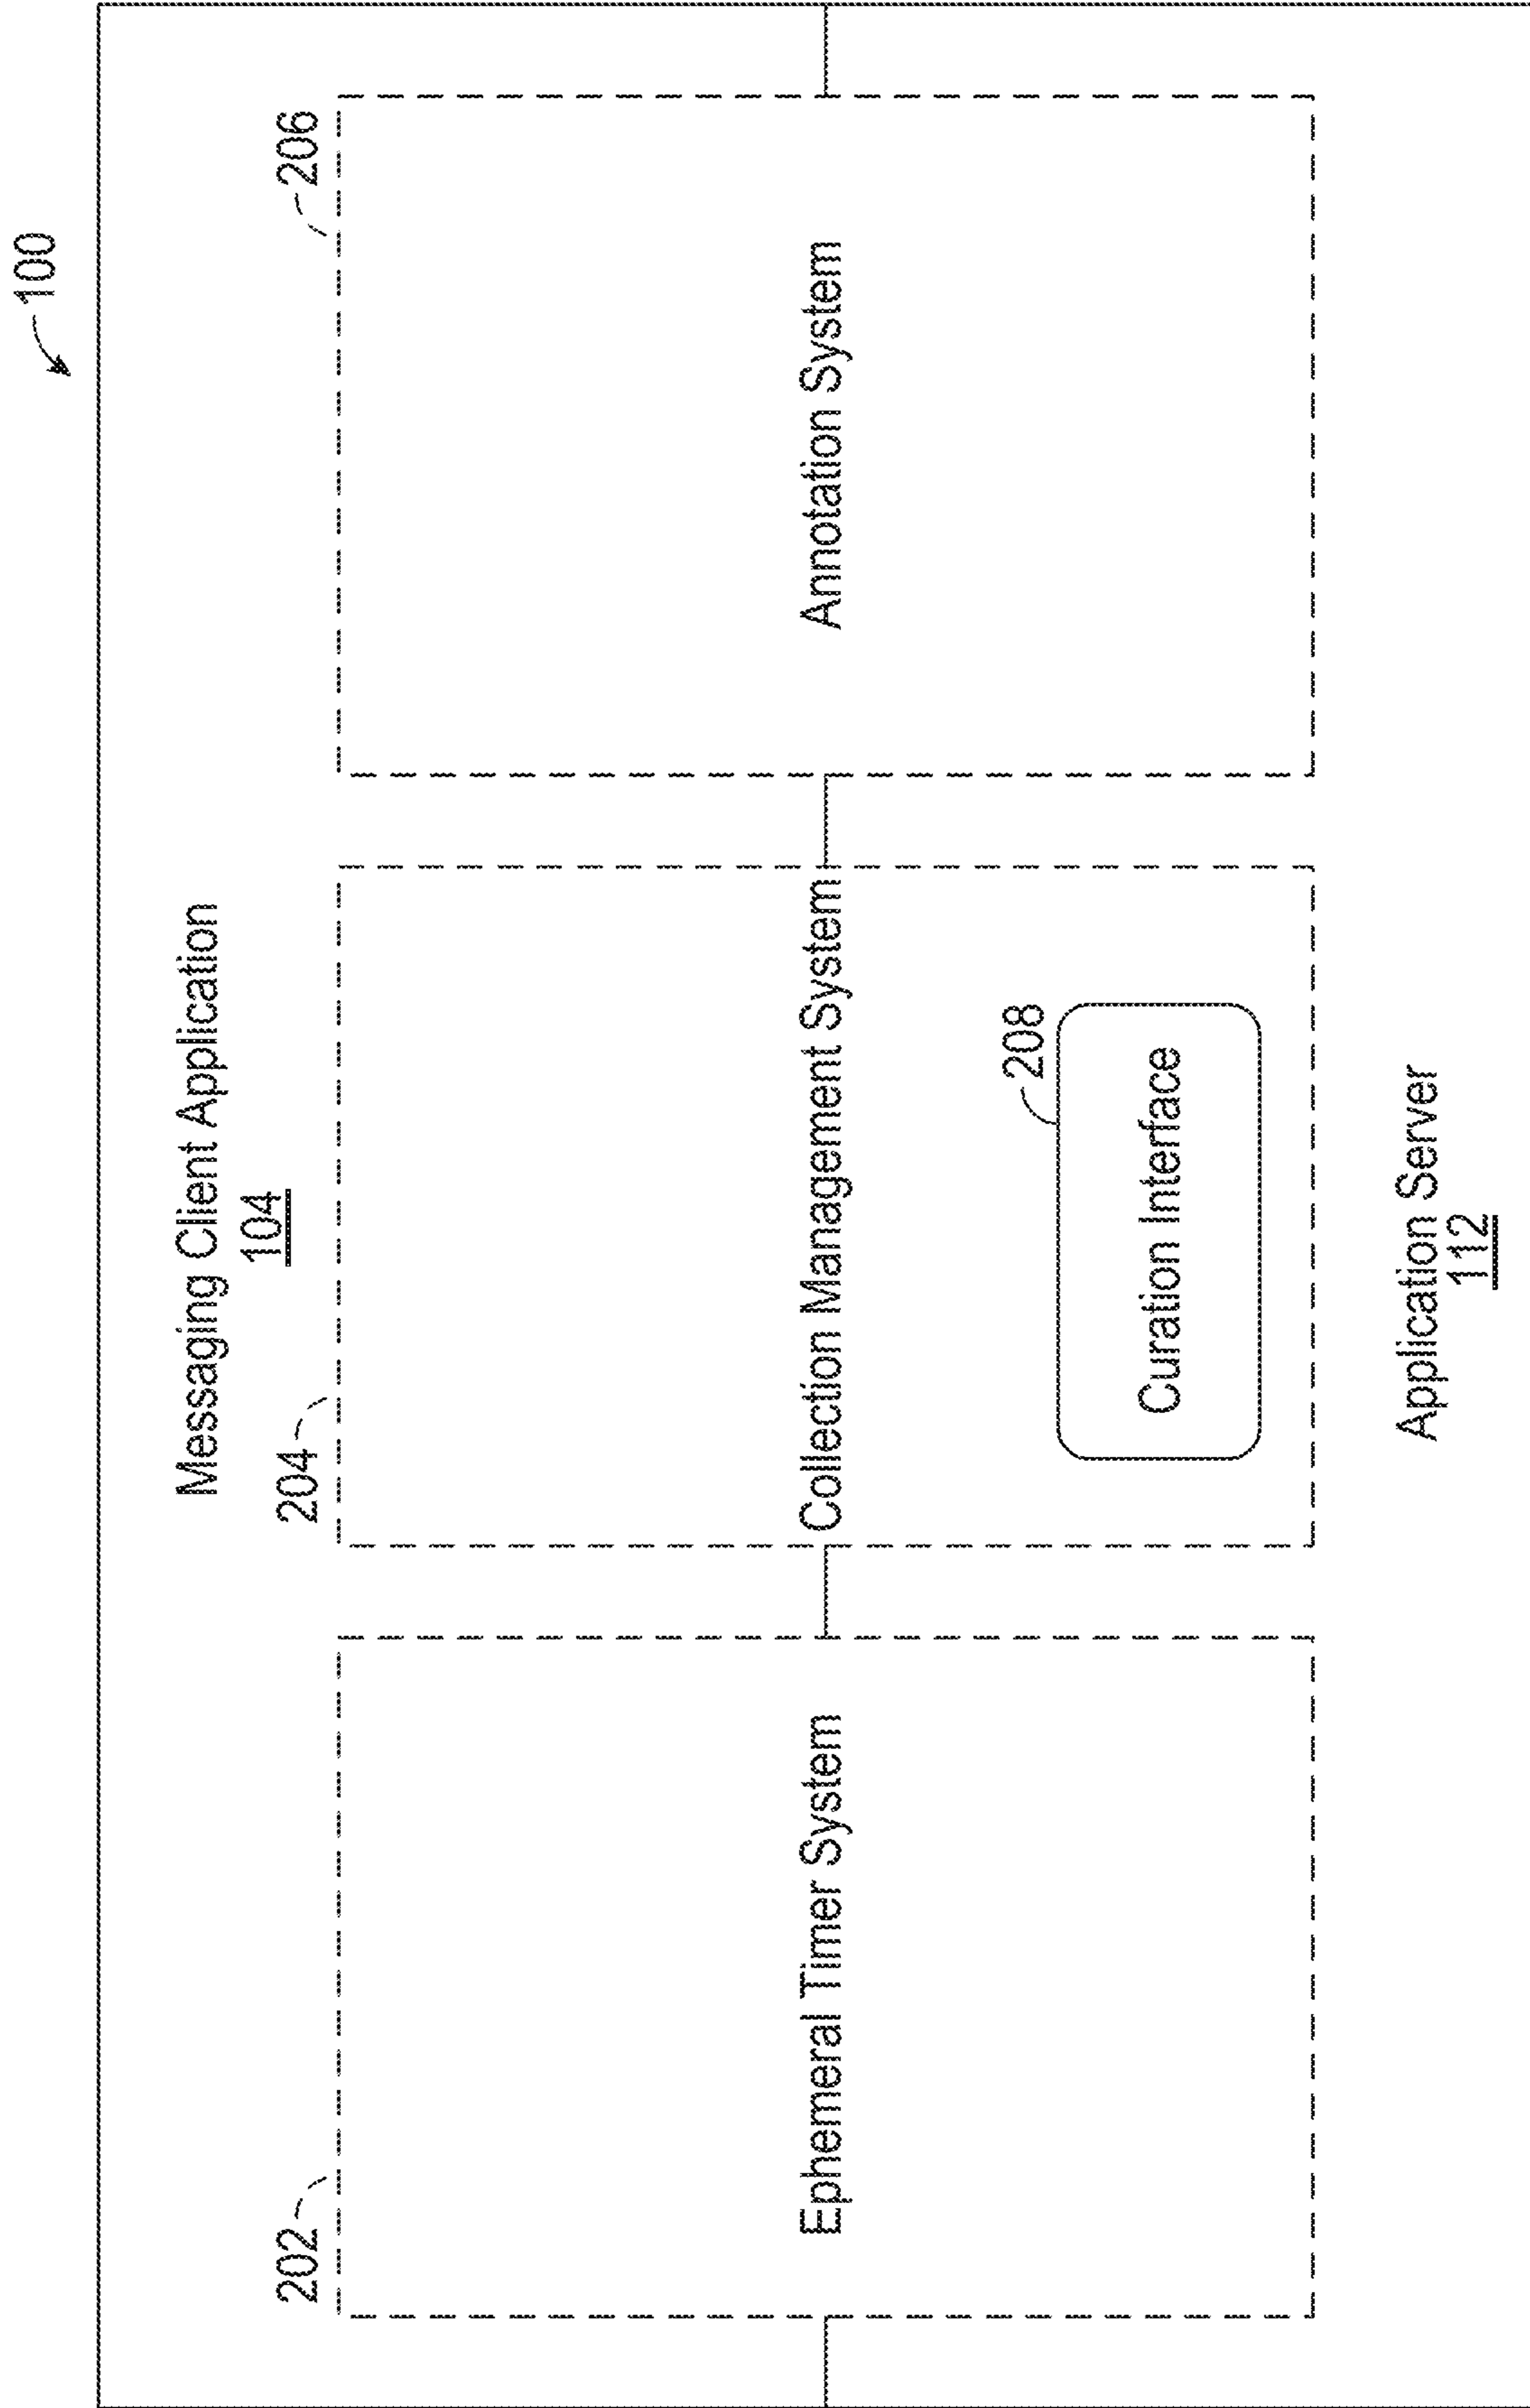 100
Messaging Client Application
104
202
204
206
Ephemeral Timer System
Collection Management System
Annotation System
208
Curation Interface
Application Server
112